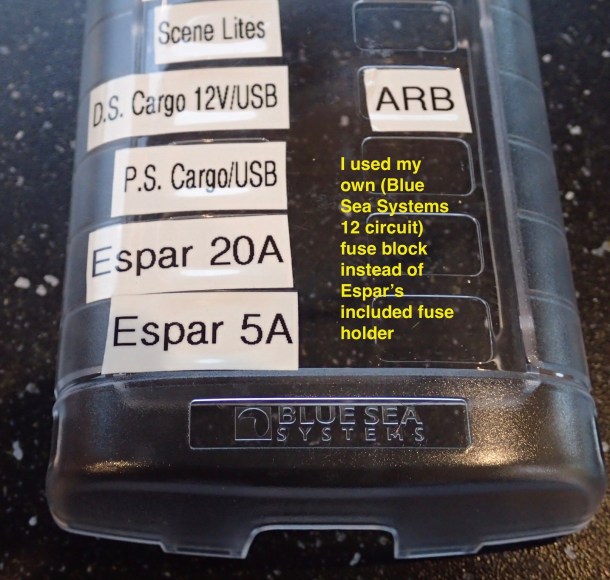 Scene Lites
D.S. Cargo 12V/USB
ARB
P.S. Cargo/USB
Espar 20A
Espar 5A
I used my
own (Blue
Sea Systems
12 circuit)
fuse block
instead of
Espar's
included fuse
holder
BLUE SEA
SYSTEMS